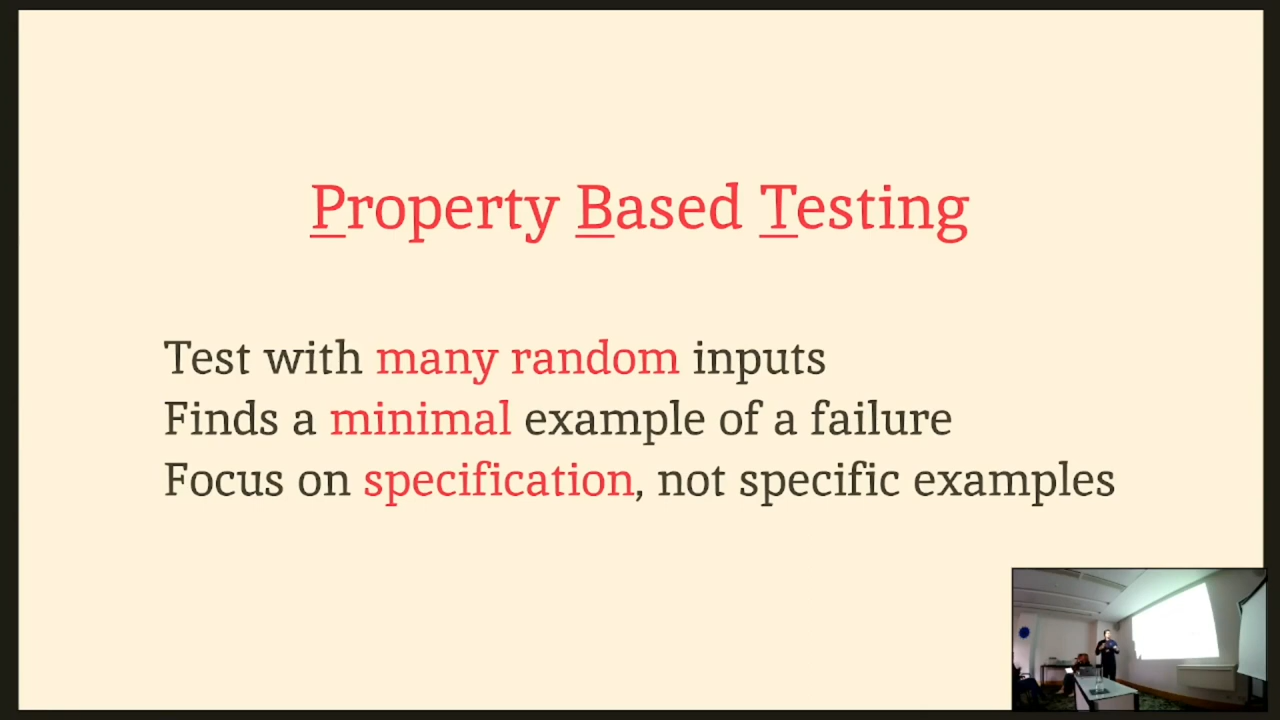 Property Based Testing
Test with many random inputs
Finds a minimal example of a failure
Focus on specification, not specific examples